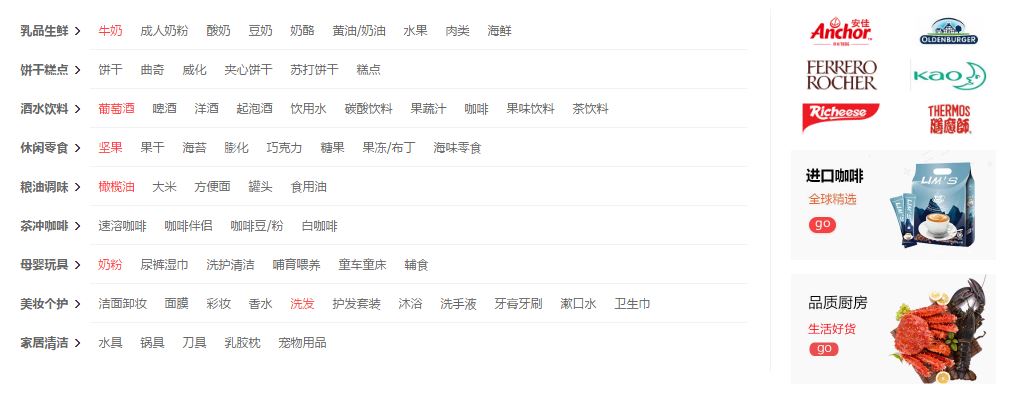 乳品生鲜 牛奶 成人奶粉 酸奶 豆奶 奶酪 黄油/奶油 水果 肉类 海鲜
饼干糕点 饼干 曲奇 威化 夹心饼干 苏打饼干 糕点
酒水饮料 葡萄酒 啤酒 洋酒 起泡酒 饮用水 碳酸饮料 果蔬汁 咖啡 果味饮料 茶饮料
休闲零食 坚果 果干 海苔 膨化 巧克力 糖果 果冻/布丁 海味零食
粮油调味 橄榄油 大米 方便面 罐头 食用油
茶冲咖啡 速溶咖啡 咖啡伴侣 咖啡豆/粉 白咖啡
母婴玩具 奶粉 尿裤湿巾 洗护清洁 哺育喂养 童车童床 辅食
美妆个护 洁面卸妆 面膜 彩妆 香水 洗发 护发套装 沐浴 洗手液 牙膏牙刷 漱口水 卫生巾
家居清洁 水具 锅具 刀具 乳胶枕 宠物用品
安佳
Anchor
OLDENBURGER
FERRERO
ROCHER
KAO
Richeese
THERMOS
膳魔師
进口咖啡
全球精选
go
LIM'S
品质厨房
生活好货
go